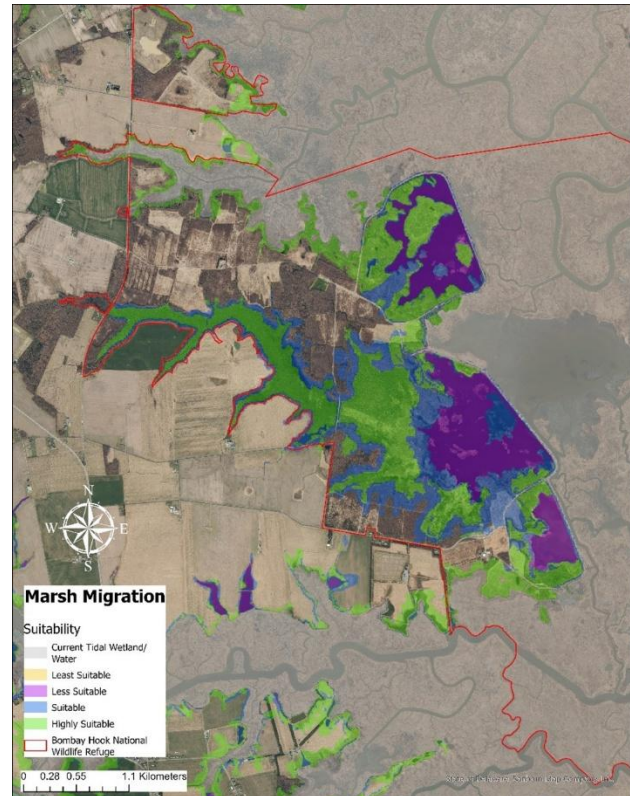 N
W E
S
Marsh Migration
Suitability
Current Tidal Wetland/
Water
Least Suitable
Less Suitable
Suitable
Highly Suitable
Bombay Hook National
Wildlife Refuge
0 0.28 0.55 1.1 Kilometers